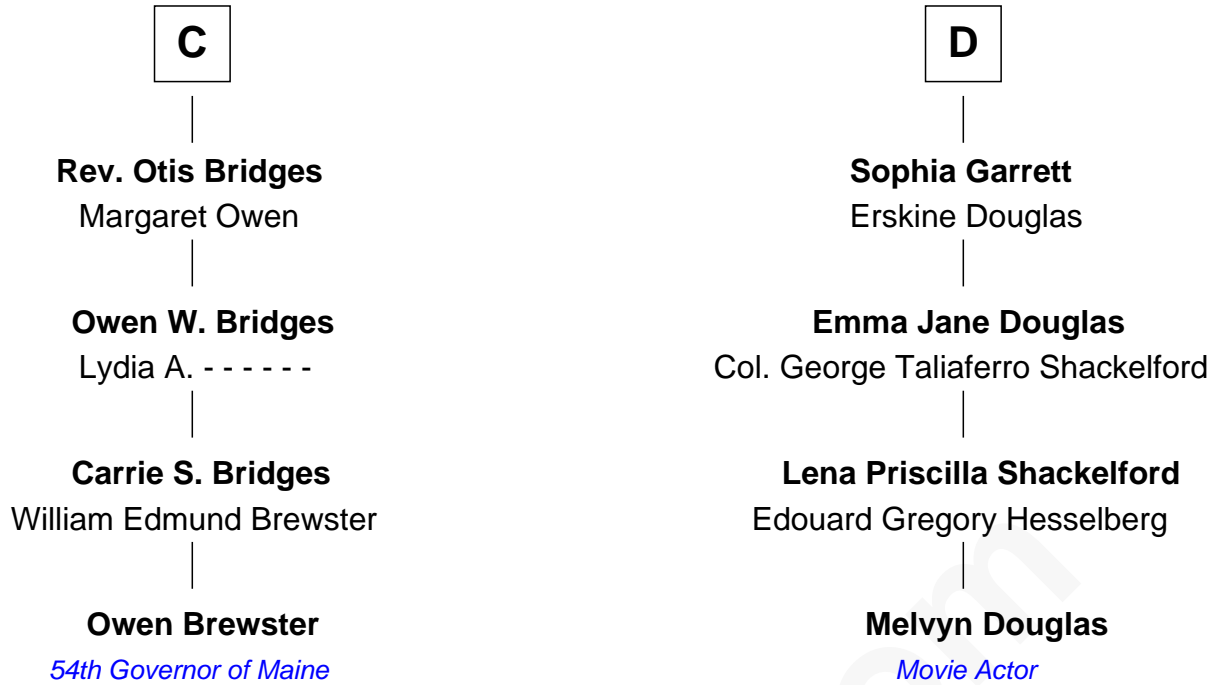 C
Rev. Otis Bridges
Margaret Owen
Owen W. Bridges
Lydia A. - - - - - -
Carrie S. Bridges
William Edmund Brewster
Owen Brewster
54th Governor of Maine
D
Sophia Garrett
Erskine Douglas
Emma Jane Douglas
Col. George Taliaferro Shackelford
Lena Priscilla Shackelford
Edouard Gregory Hesselberg
Melvyn Douglas
Movie Actor